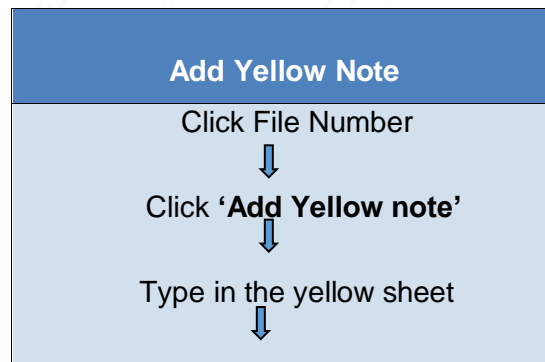 Add Yellow Note
Click File Number
Click ‘Add Yellow note’
Type in the yellow sheet